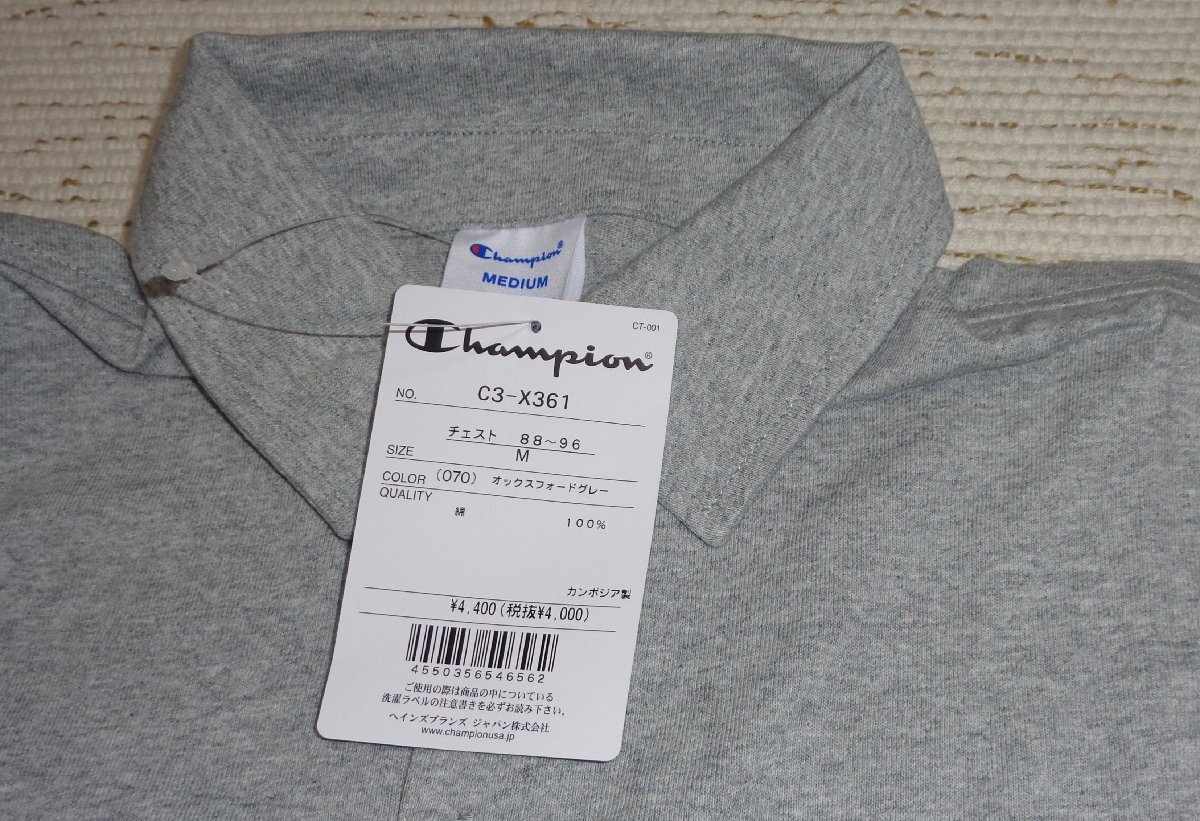 Champion®
MEDIUM
CT-001
Champion®
NO. C3-X361
チェスト 88~96
SIZE M
COLOR (070) オックスフォードグレー
QUALITY
綿 100%
カンボジア製
¥4,400(税抜¥4,000)
4550356546562
ご使用の際は商品の中についている
洗濯ラベルの注意書きを必ずお読み下さい。
ヘインズブランズ ジャパン株式会社
www.championusa.jp